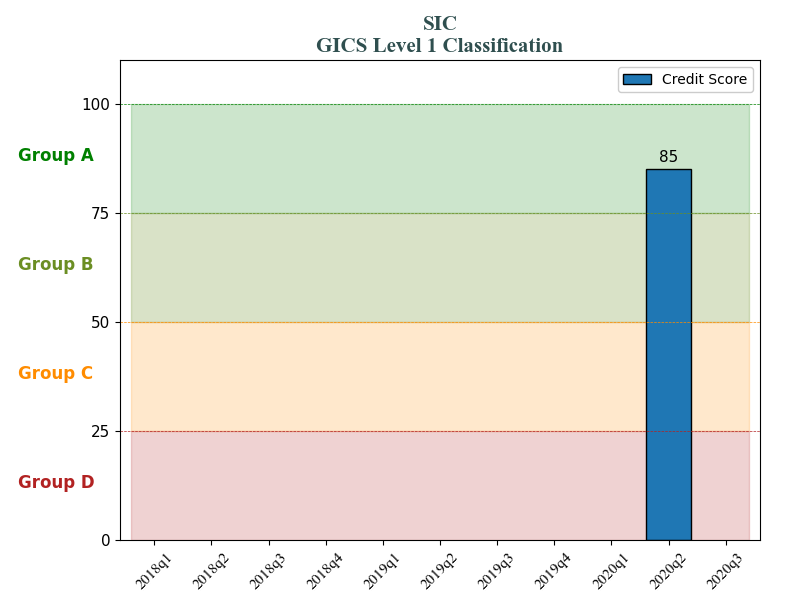 SIC
GICS Level 1 Classification
Credit Score
100
Group A
85
75
Group B
50
Group C
25
Group D
0
2018q1 2018q2 2018q3 2018q4 2019q1 2019q2 2019q3 2019q4 2020q1 2020q2 2020q3